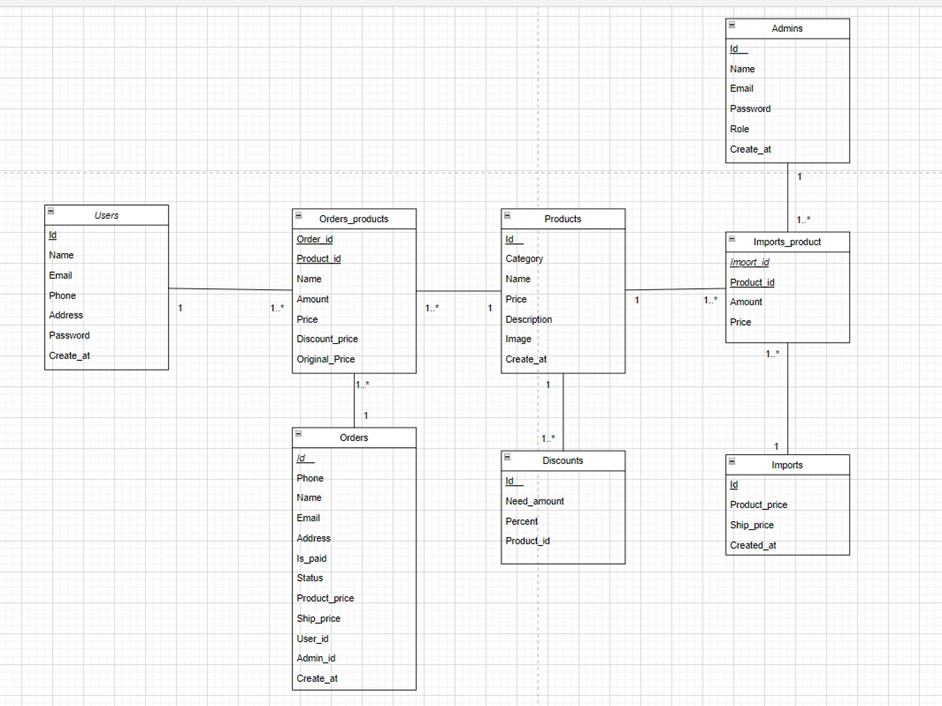 Admins
Id
Name
Email
Password
Role
Create_at
1
1..*
Users
Id
Name
Email
Phone
Address
Password
Create_at
1
1..*
Orders_products
Order_id
Product_id
Name
Amount
Price
Discount_price
Original_Price
1..*
1
Products
Id
Category
Name
Price
Description
Image
Create_at
1
1..*
Imports_product
Import_id
Product_id
Amount
Price
1..*
1
1
1..*
1..*
1
Orders
Id
Phone
Name
Email
Address
Is_paid
Status
Product_price
Ship_price
User_id
Admin_id
Create_at
Discounts
Id
Need_amount
Percent
Product_id
Imports
Id
Product_price
Ship_price
Created_at